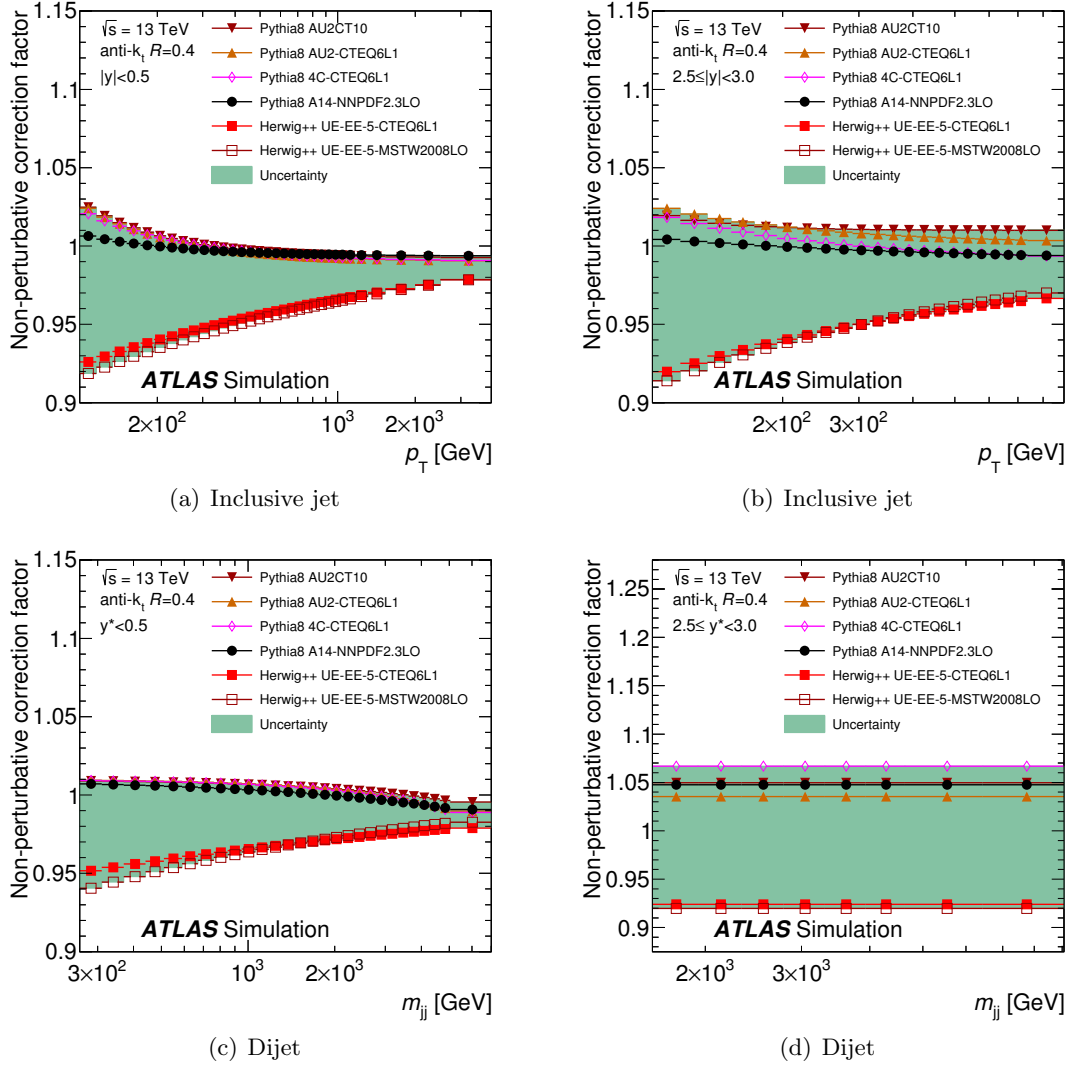 Non-perturbative correction factor
1.15
1.1
1.05
1
0.95
0.9
√s = 13 TeV
anti-kt R=0.4
|y|<0.5
Pythia8 AU2CT10
Pythia8 AU2-CTEQ6L1
Pythia8 4C-CTEQ6L1
Pythia8 A14-NNPDF2.3LO
Herwig++ UE-EE-5-CTEQ6L1
Herwig++ UE-EE-5-MSTW2008LO
Uncertainty
ATLAS Simulation
2×10² 10³ 2×10³
pT [GeV]
(a) Inclusive jet
Non-perturbative correction factor
1.15
1.1
1.05
1
0.95
0.9
√s = 13 TeV
anti-kt R=0.4
2.5≤|y|<3.0
Pythia8 AU2CT10
Pythia8 AU2-CTEQ6L1
Pythia8 4C-CTEQ6L1
Pythia8 A14-NNPDF2.3LO
Herwig++ UE-EE-5-CTEQ6L1
Herwig++ UE-EE-5-MSTW2008LO
Uncertainty
ATLAS Simulation
2×10² 3×10²
pT [GeV]
(b) Inclusive jet
Non-perturbative correction factor
1.15
1.1
1.05
1
0.95
0.9
√s = 13 TeV
anti-kt R=0.4
y*<0.5
Pythia8 AU2CT10
Pythia8 AU2-CTEQ6L1
Pythia8 4C-CTEQ6L1
Pythia8 A14-NNPDF2.3LO
Herwig++ UE-EE-5-CTEQ6L1
Herwig++ UE-EE-5-MSTW2008LO
Uncertainty
ATLAS Simulation
3×10² 10³ 2×10³
mjj [GeV]
(c) Dijet
Non-perturbative correction factor
1.25
1.2
1.15
1.1
1.05
1
0.95
0.9
√s = 13 TeV
anti-kt R=0.4
2.5≤ y*<3.0
Pythia8 AU2CT10
Pythia8 AU2-CTEQ6L1
Pythia8 4C-CTEQ6L1
Pythia8 A14-NNPDF2.3LO
Herwig++ UE-EE-5-CTEQ6L1
Herwig++ UE-EE-5-MSTW2008LO
Uncertainty
ATLAS Simulation
2×10³ 3×10³
mjj [GeV]
(d) Dijet